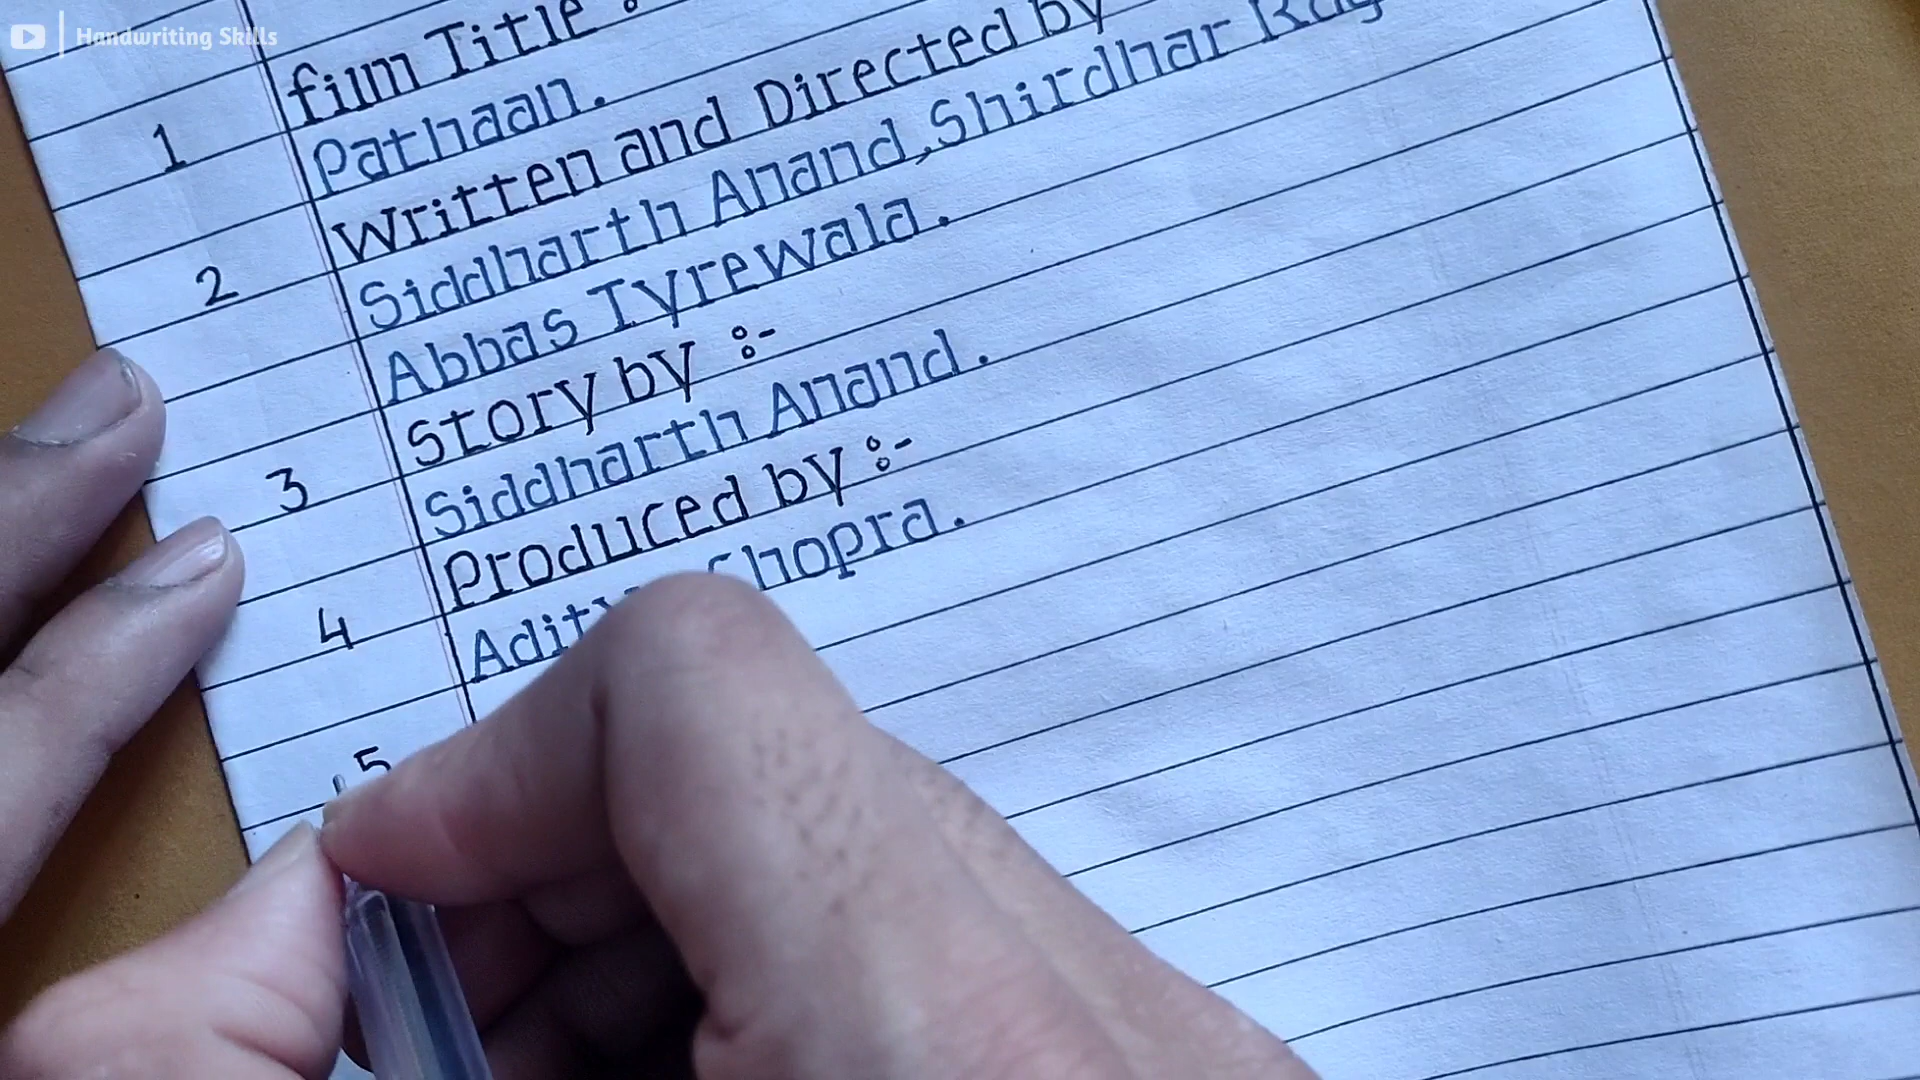 Handwriting Skills
film Title :
1 Pathaan.
Written and Directed by
2 Siddharth Anand, Shirdhar
Abbas Tyrewala.
Story by :-
3 Siddharth Anand.
Produced by :-
4 Chopra.
5